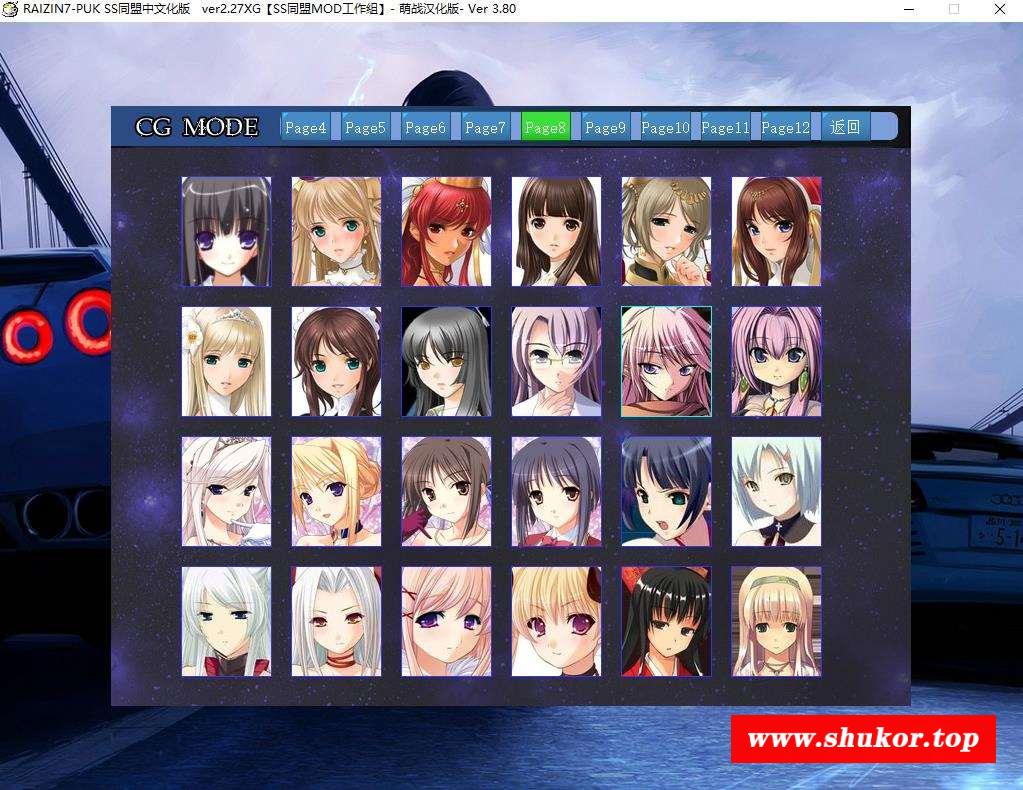 RAIZIN7-PUK SS同盟中文化版 ver2.27XG【SS同盟MOD工作组】- 萌战汉化版- Ver 3.80
CG MODE Page4 Page5 Page6 Page7 Page8 Page9 Page10 Page11 Page12 返回
www.shukor.top